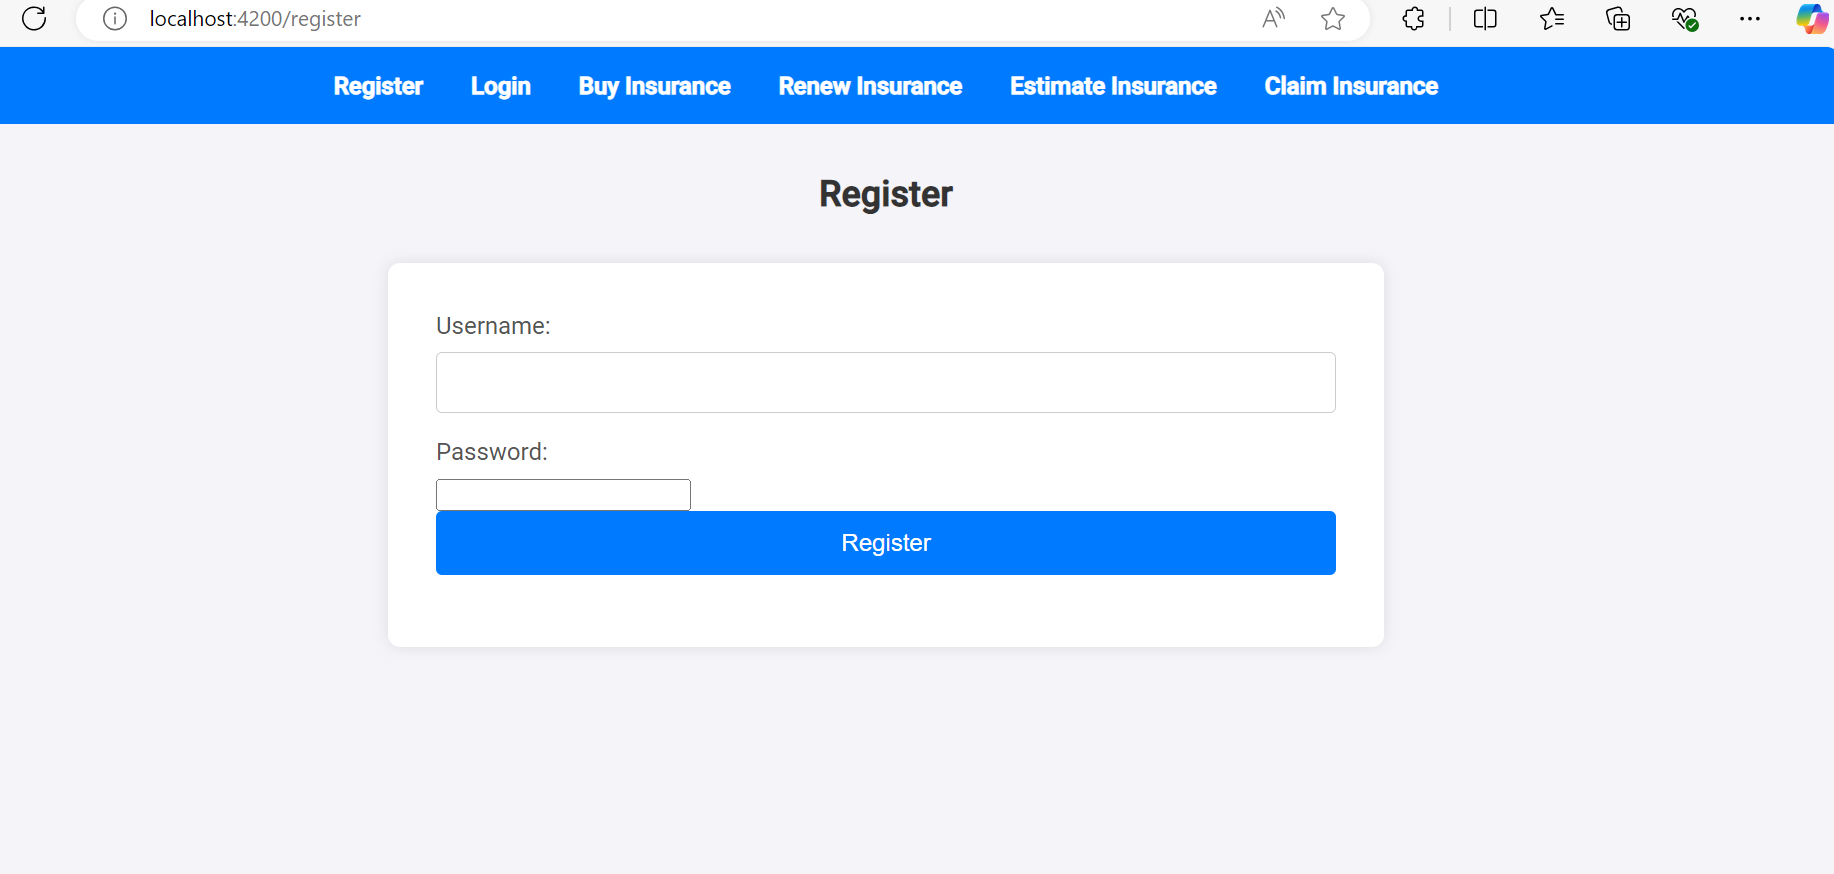 localhost:4200/register
Register Login Buy Insurance Renew Insurance Estimate Insurance Claim Insurance
Register
Username:
Password:
Register